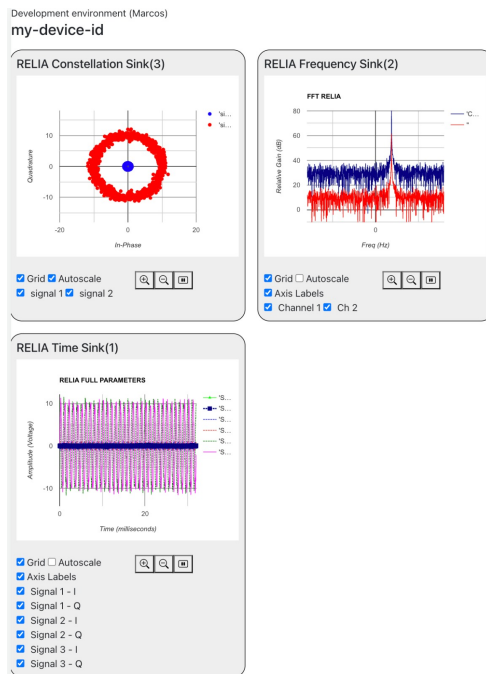 Development environment (Marcos)
my-device-id
RELIA Constellation Sink(3)
10
0
-10
-20
0
20
Quadrature
In-Phase
'si...
'si...
Grid Autoscale
signal 1 signal 2
RELIA Frequency Sink(2)
FFT RELIA
80
60
40
20
0
0
Relative Gain (dB)
Freq (Hz)
'C...
"
Grid Autoscale
Axis Labels
Channel 1 Ch 2
RELIA Time Sink(1)
RELIA FULL PARAMETERS
10
0
-10
0
20
Amplitude (Voltage)
Time (milliseconds)
'S...
'S...
'S...
'S...
'S...
'S...
Grid Autoscale
Axis Labels
Signal 1 - I
Signal 1 - Q
Signal 2 - I
Signal 2 - Q
Signal 3 - I
Signal 3 - Q